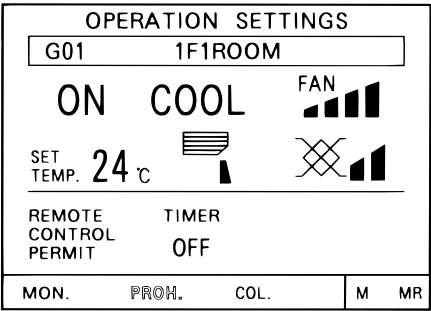 OPERATION SETTINGS
G01 1F1ROOM
ON COOL FAN
SET
TEMP. 24 °C
REMOTE
CONTROL
PERMIT
TIMER
OFF
MON. PROH. COL. M MR